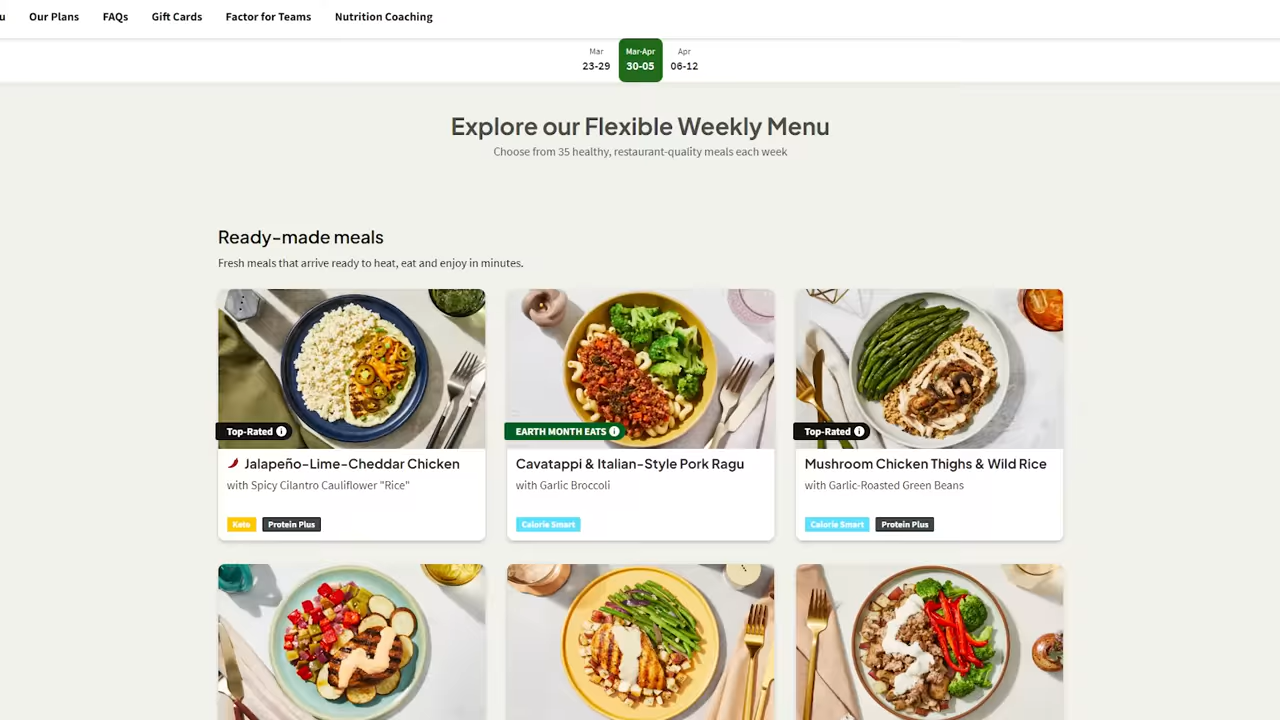 u Our Plans FAQs Gift Cards Factor for Teams Nutrition Coaching
Mar Mar-Apr Apr
23-29 30-05 06-12
Explore our Flexible Weekly Menu
Choose from 35 healthy, restaurant-quality meals each week
Ready-made meals
Fresh meals that arrive ready to heat, eat and enjoy in minutes.
Top-Rated
EARTH MONTH EATS
Top-Rated
Jalapeño-Lime-Cheddar Chicken
with Spicy Cilantro Cauliflower "Rice"
Keto Protein Plus
Cavatappi & Italian-Style Pork Ragu
with Garlic Broccoli
Calorie Smart
Mushroom Chicken Thighs & Wild Rice
with Garlic-Roasted Green Beans
Calorie Smart Protein Plus